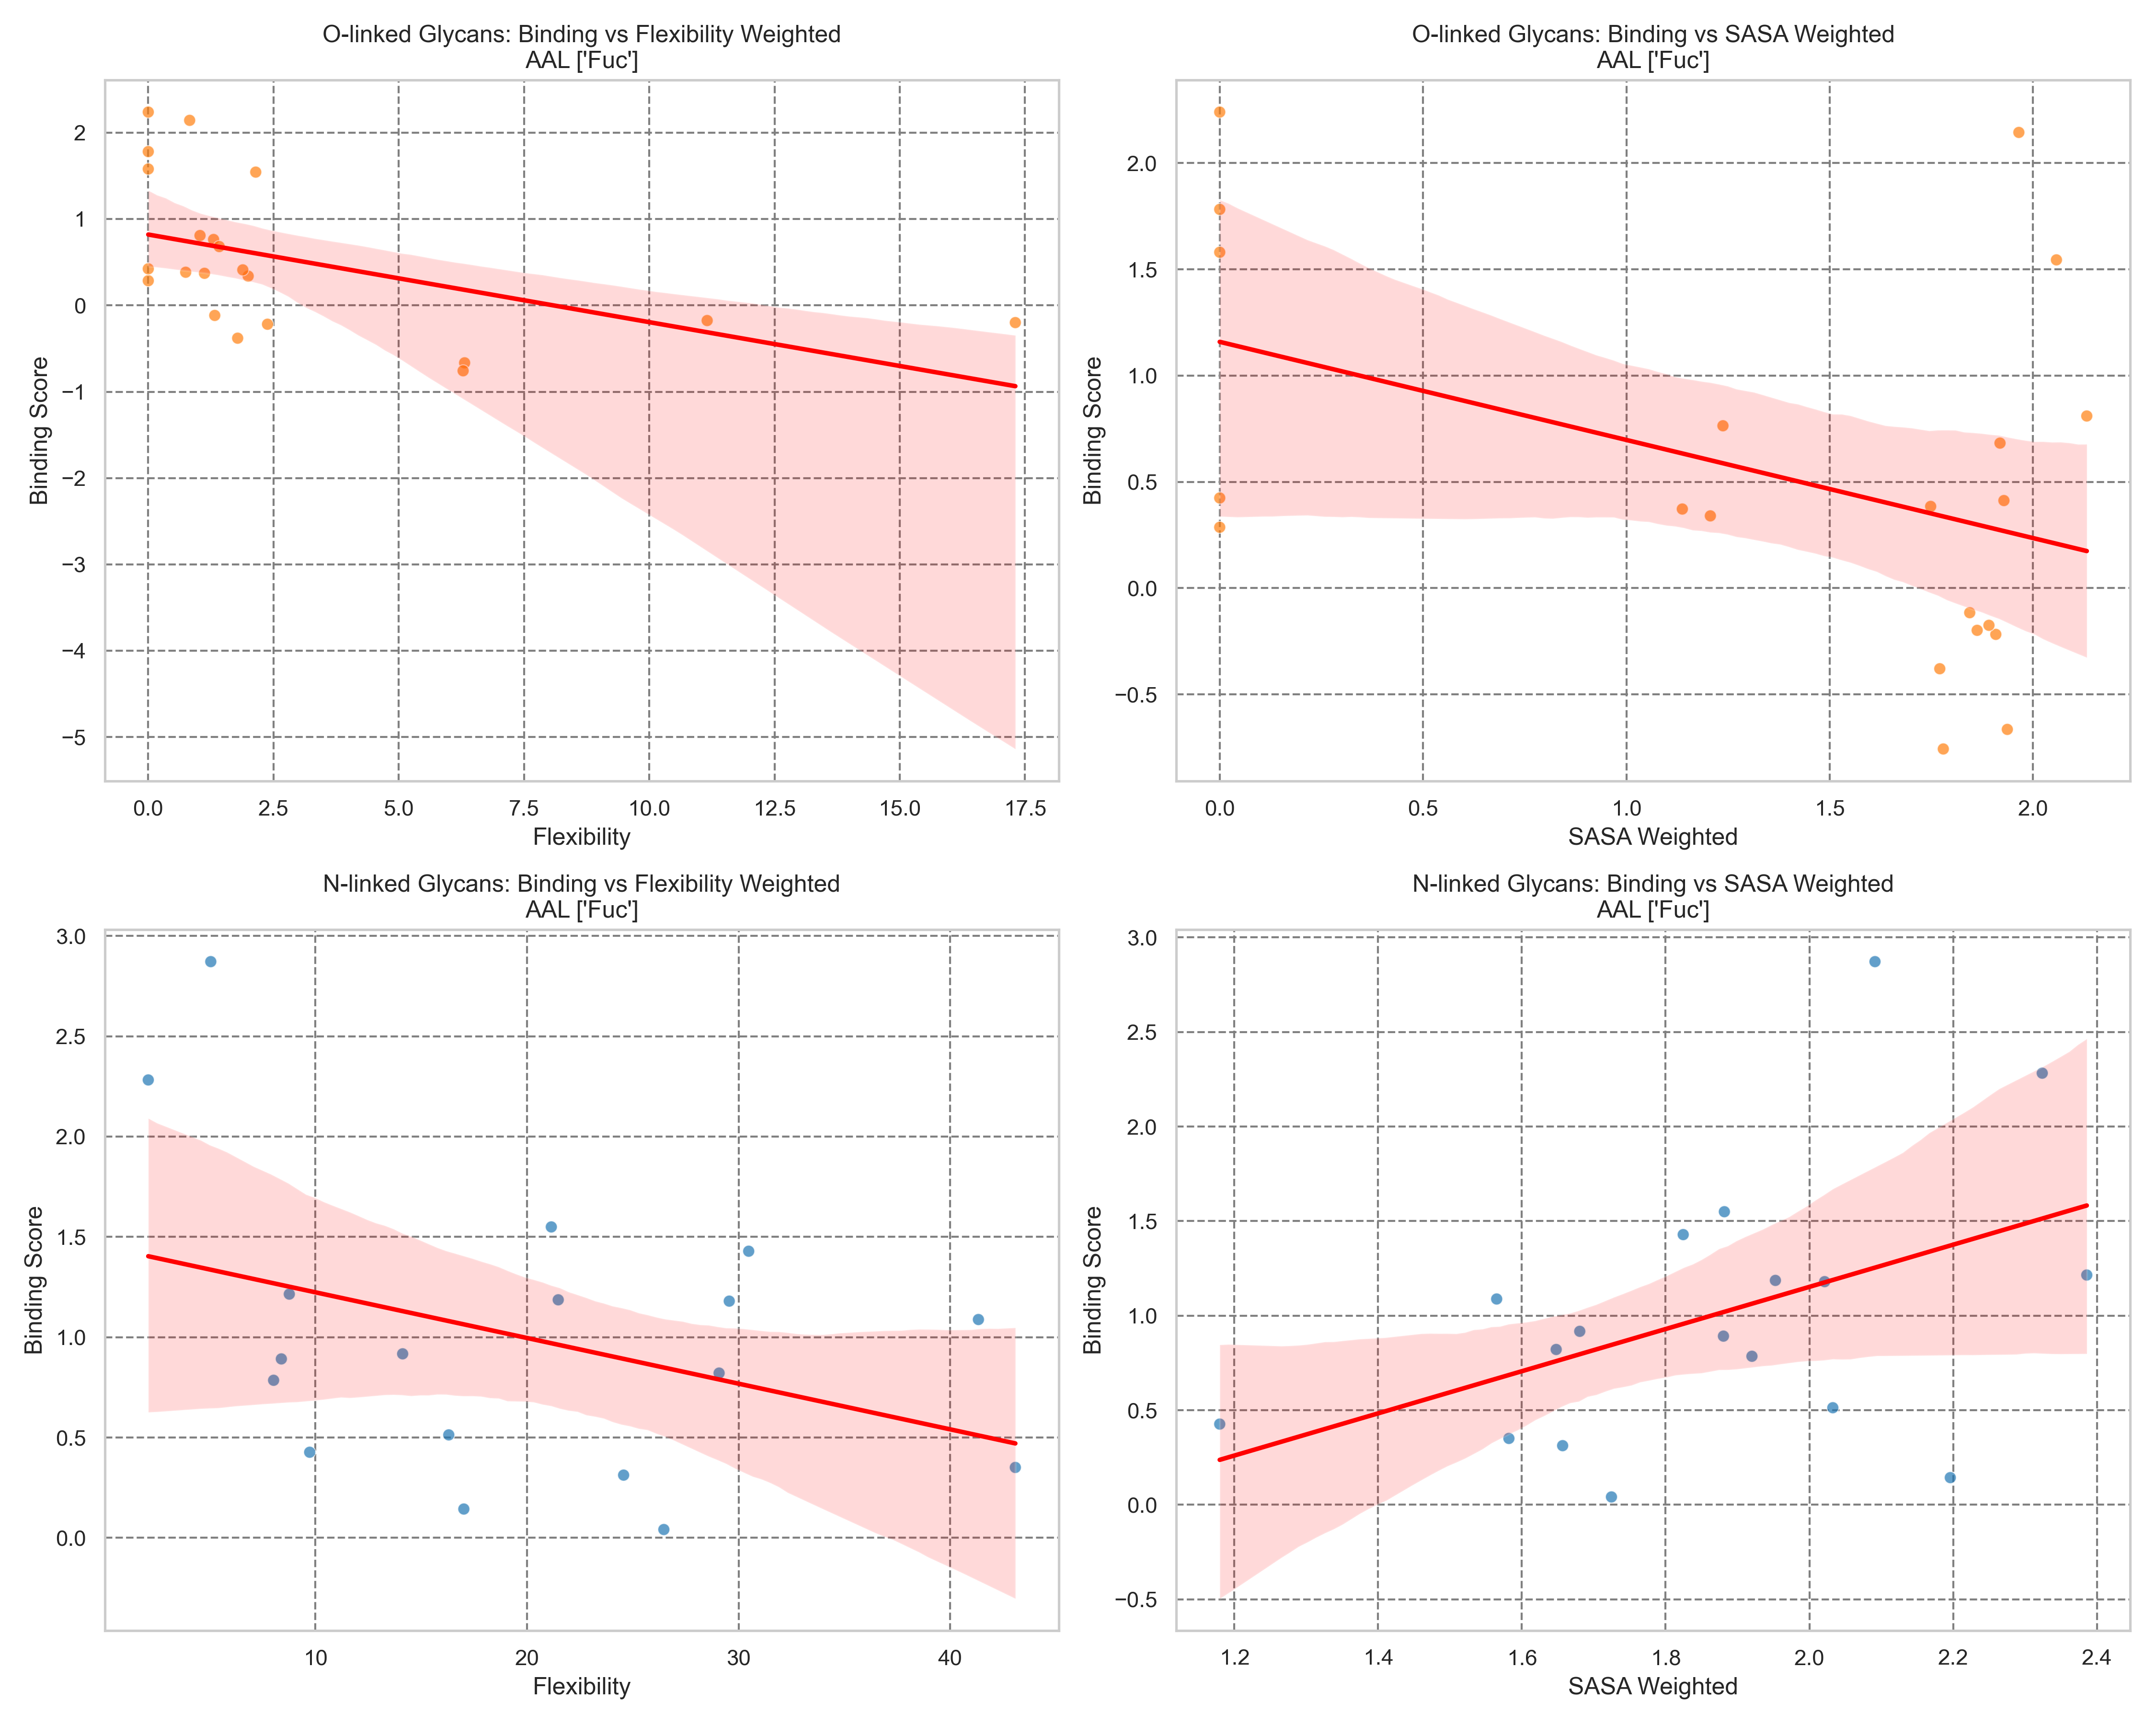 O-linked Glycans: Binding vs Flexibility Weighted
AAL ['Fuc']
Binding Score
2
1
0
−1
−2
−3
−4
−5
0.0 2.5 5.0 7.5 10.0 12.5 15.0 17.5
Flexibility
O-linked Glycans: Binding vs SASA Weighted
AAL ['Fuc']
Binding Score
2.0
1.5
1.0
0.5
0.0
−0.5
0.0 0.5 1.0 1.5 2.0
SASA Weighted
N-linked Glycans: Binding vs Flexibility Weighted
AAL ['Fuc']
Binding Score
3.0
2.5
2.0
1.5
1.0
0.5
0.0
10 20 30 40
Flexibility
N-linked Glycans: Binding vs SASA Weighted
AAL ['Fuc']
Binding Score
3.0
2.5
2.0
1.5
1.0
0.5
0.0
−0.5
1.2 1.4 1.6 1.8 2.0 2.2 2.4
SASA Weighted